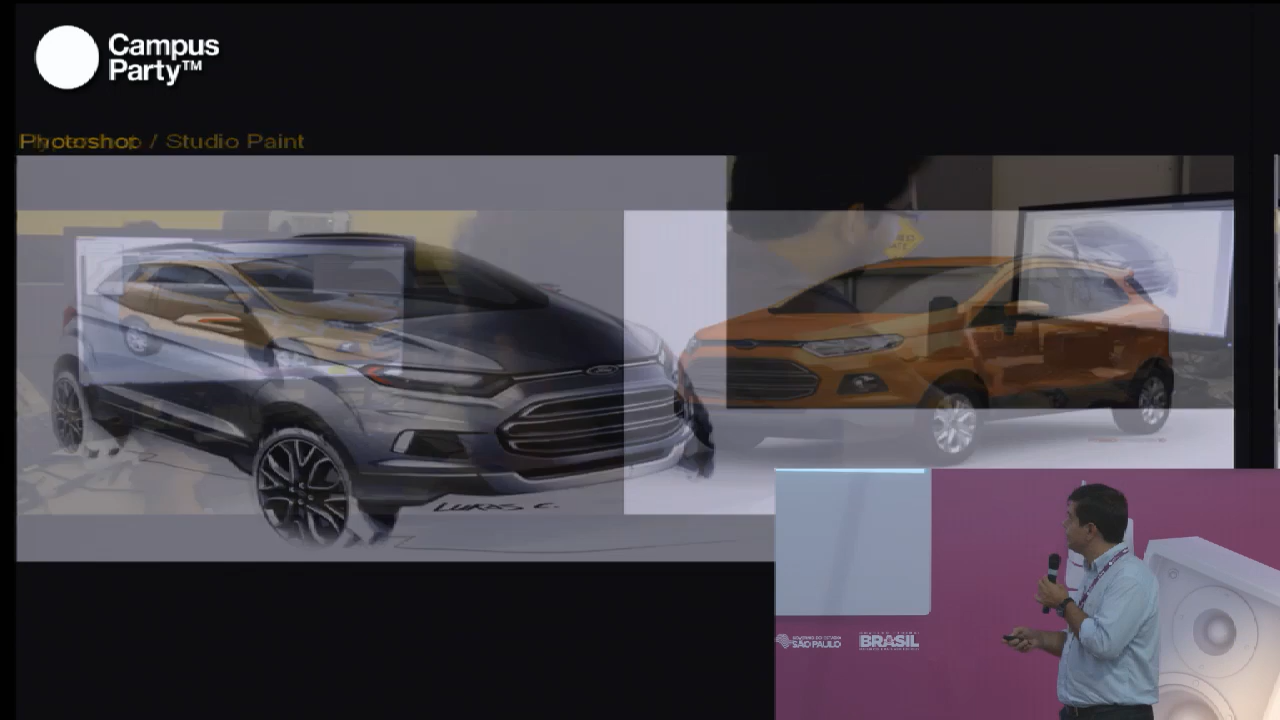 Campus
Party™
Photoshop / Studio Paint
LUKAS C.
SÃO PAULO
BRASIL